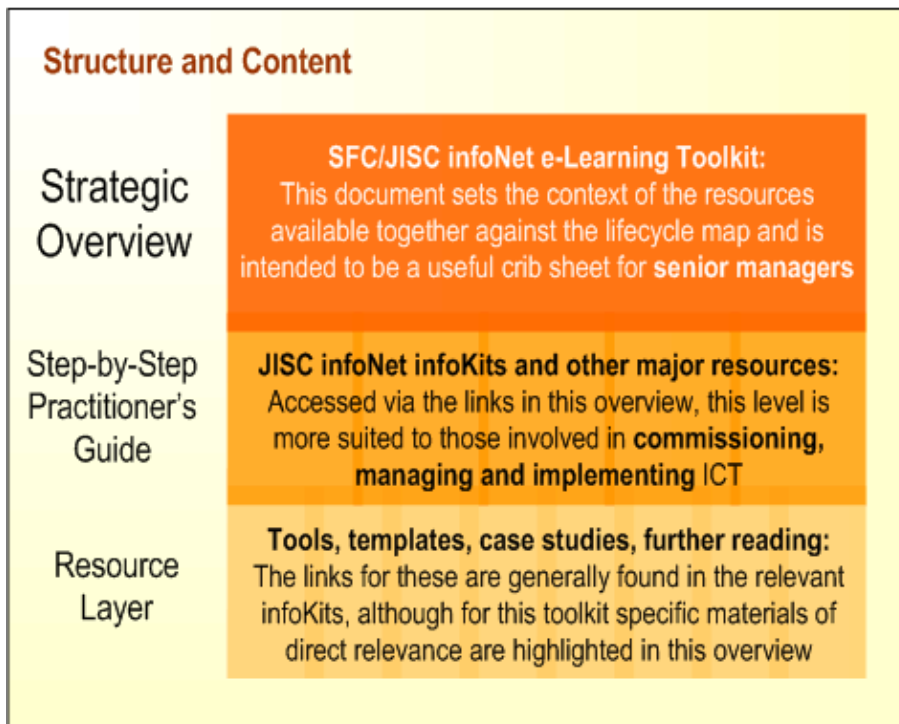 Structure and Content
Strategic
Overview
SFC/JISC infoNet e-Learning Toolkit:
This document sets the context of the resources
available together against the lifecycle map and is
intended to be a useful crib sheet for senior managers
Step-by-Step
Practitioner's
Guide
JISC infoNet infoKits and other major resources:
Accessed via the links in this overview, this level is
more suited to those involved in commissioning,
managing and implementing ICT
Resource
Layer
Tools, templates, case studies, further reading:
The links for these are generally found in the relevant
infoKits, although for this toolkit specific materials of
direct relevance are highlighted in this overview